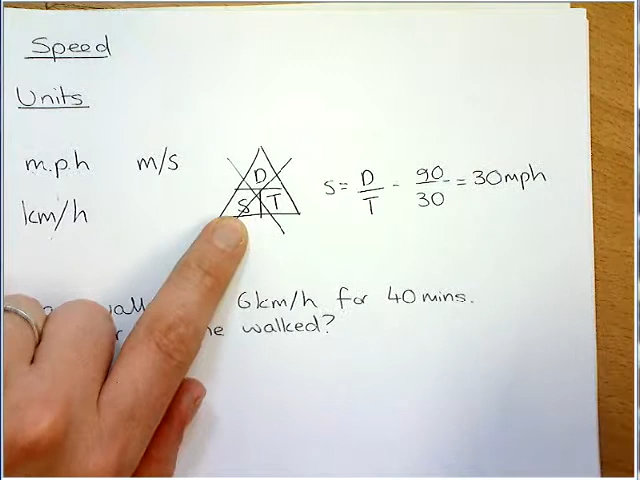 Speed
Units
m.p.h m/s
km/h
D
S T
S = D/T - 90/30 = 30mph
6km/h for 40 mins.
walked?